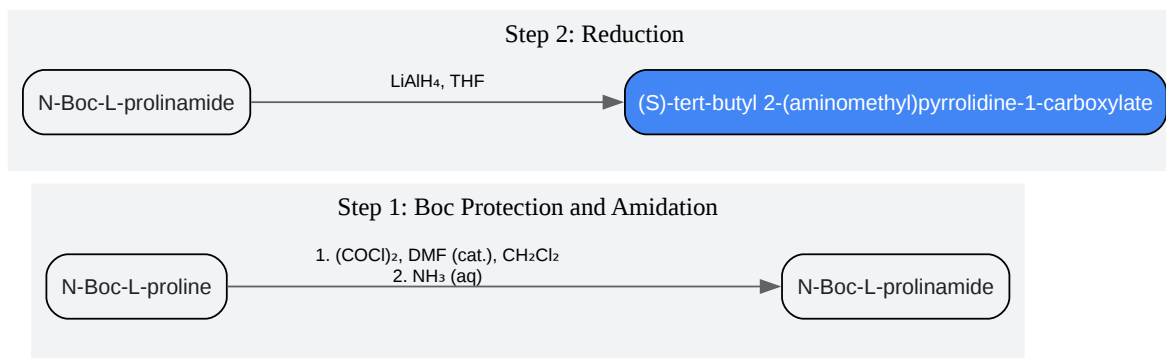 Step 2: Reduction
LiAlH₄, THF
N-Boc-L-prolinamide
(S)-tert-butyl 2-(aminomethyl)pyrrolidine-1-carboxylate
Step 1: Boc Protection and Amidation
1. (COCl)₂, DMF (cat.), CH₂Cl₂
2. NH₃ (aq)
N-Boc-L-proline
N-Boc-L-prolinamide